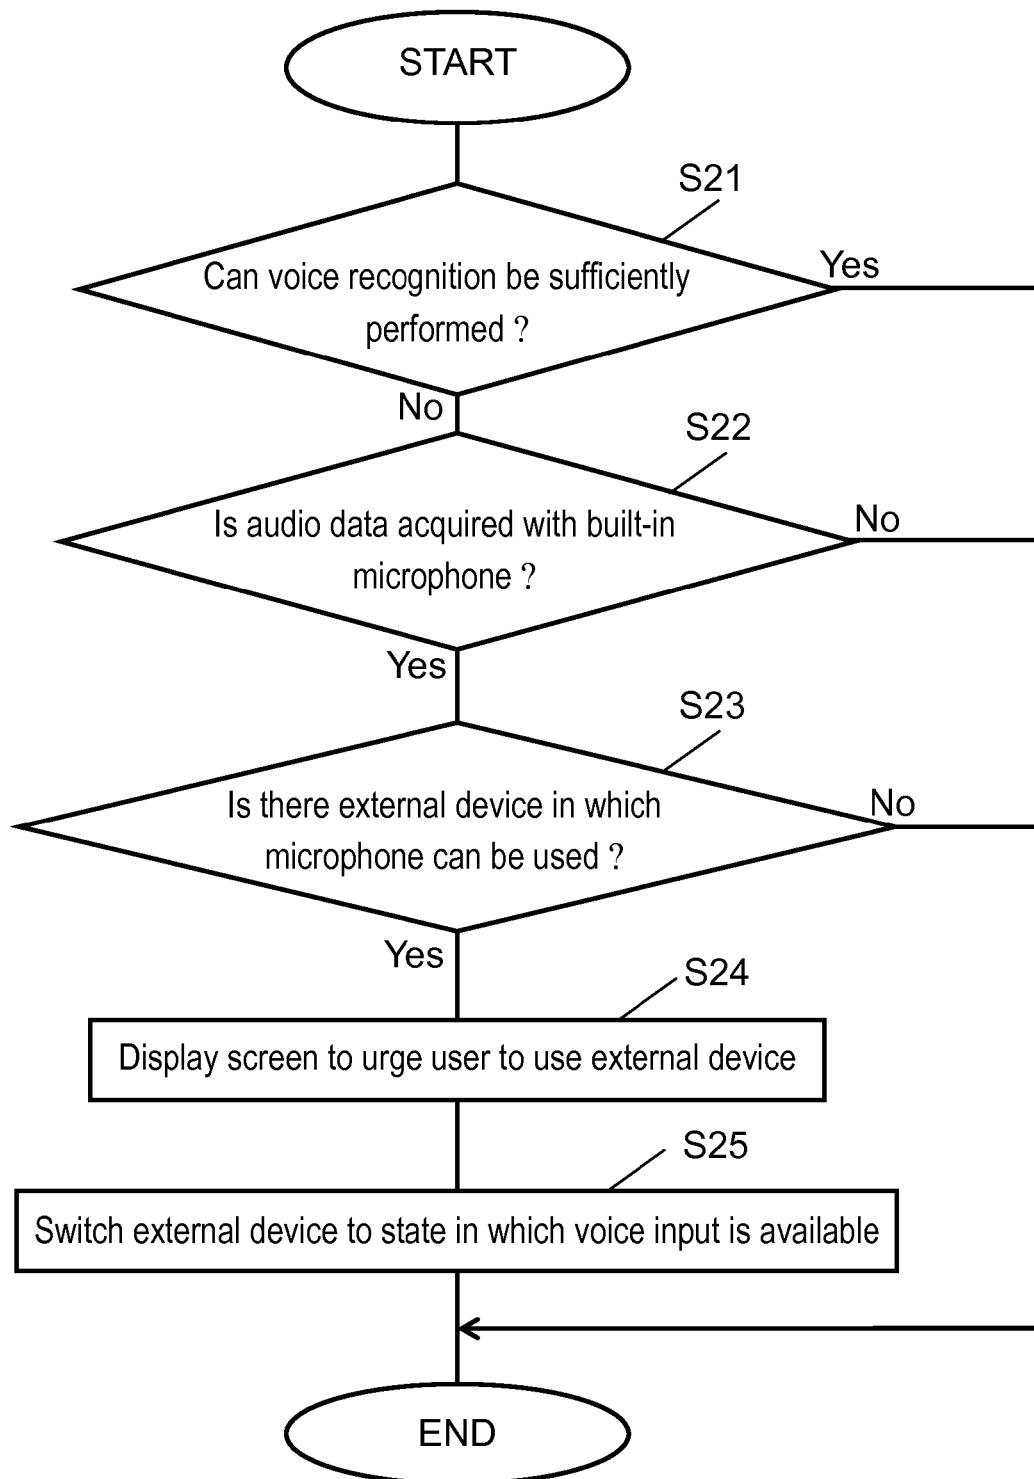 START
S21
Can voice recognition be sufficiently
performed ?
Yes
No
S22
Is audio data acquired with built-in
microphone ?
No
Yes
S23
Is there external device in which
microphone can be used ?
No
Yes
S24
Display screen to urge user to use external device
S25
Switch external device to state in which voice input is available
END